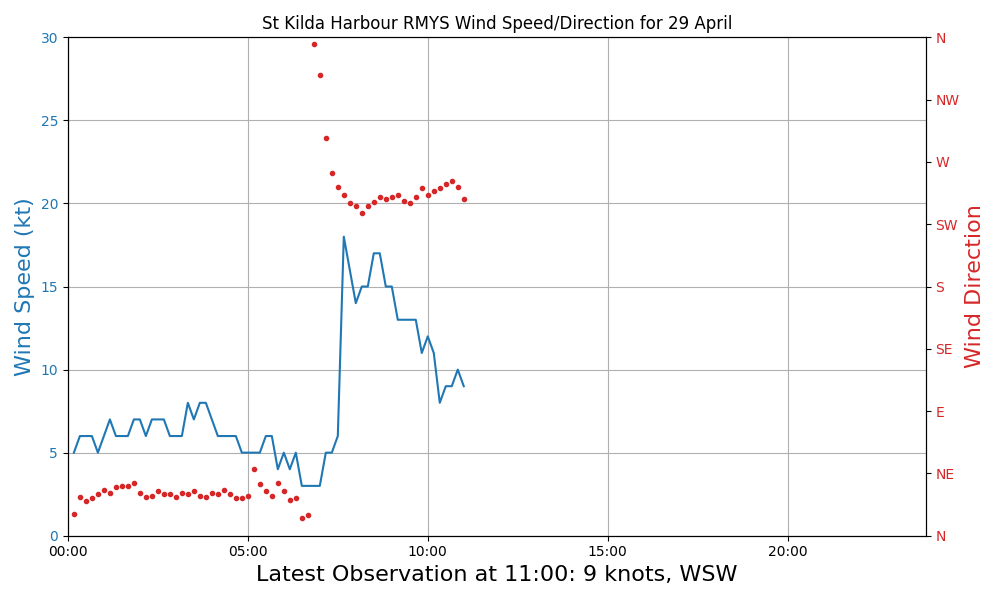 St Kilda Harbour RMYS Wind Speed/Direction for 29 April
30
25
20
15
10
5
0
Wind Speed (kt)
N
NW
W
SW
S
SE
E
NE
N
Wind Direction
00:00 05:00 10:00 15:00 20:00
Latest Observation at 11:00: 9 knots, WSW